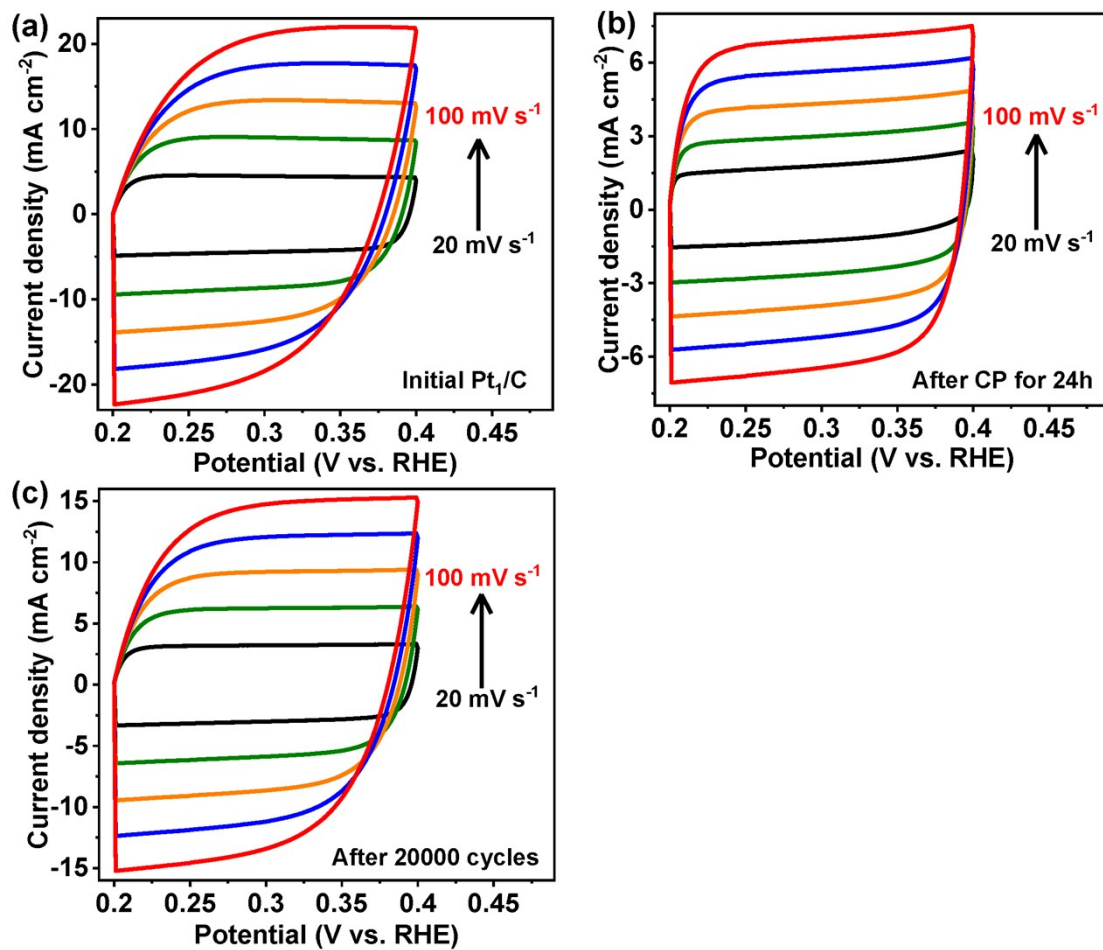 (a)
Current density (mA cm⁻²)
20
10
0
-10
-20
100 mV s⁻¹
20 mV s⁻¹
Initial Pt₁/C
0.2 0.25 0.3 0.35 0.4 0.45
Potential (V vs. RHE)
(b)
Current density (mA cm⁻²)
6
3
0
-3
-6
100 mV s⁻¹
20 mV s⁻¹
After CP for 24h
0.2 0.25 0.3 0.35 0.4 0.45
Potential (V vs. RHE)
(c)
Current density (mA cm⁻²)
15
10
5
0
-5
-10
-15
100 mV s⁻¹
20 mV s⁻¹
After 20000 cycles
0.2 0.25 0.3 0.35 0.4 0.45
Potential (V vs. RHE)